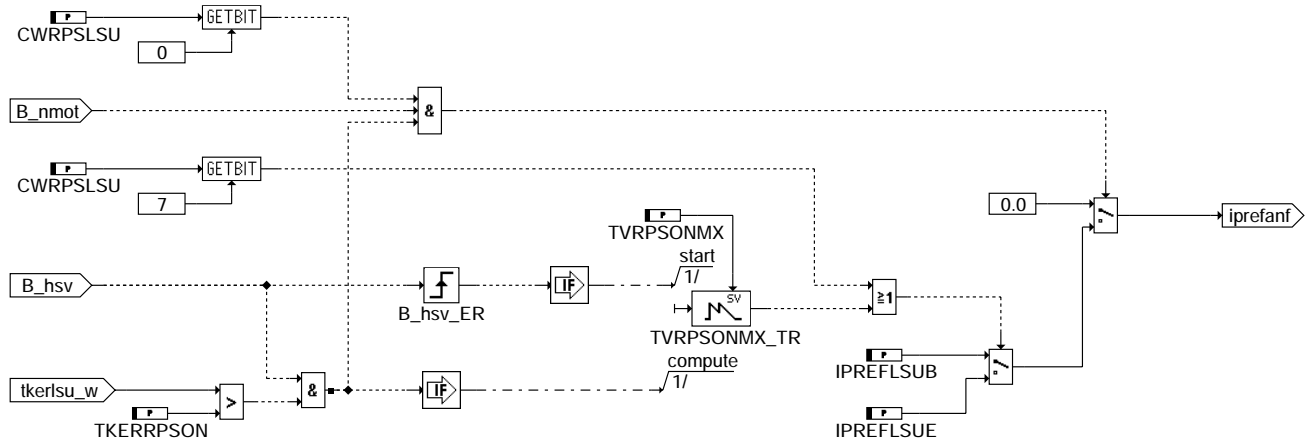 P
CWRPSLSU
GETBIT
0
B_nmot
&
P
CWRPSLSU
GETBIT
7
0.0
iprefanf
P
TVRPSONMX
start
1/
B_hsv
B_hsv_ER
IF
SV
TVRPSONMX_TR
≥1
compute
1/
P
IPREFLSUB
tkerlsu_w
P
TKERRPSON
>
&
IF
P
IPREFLSUE